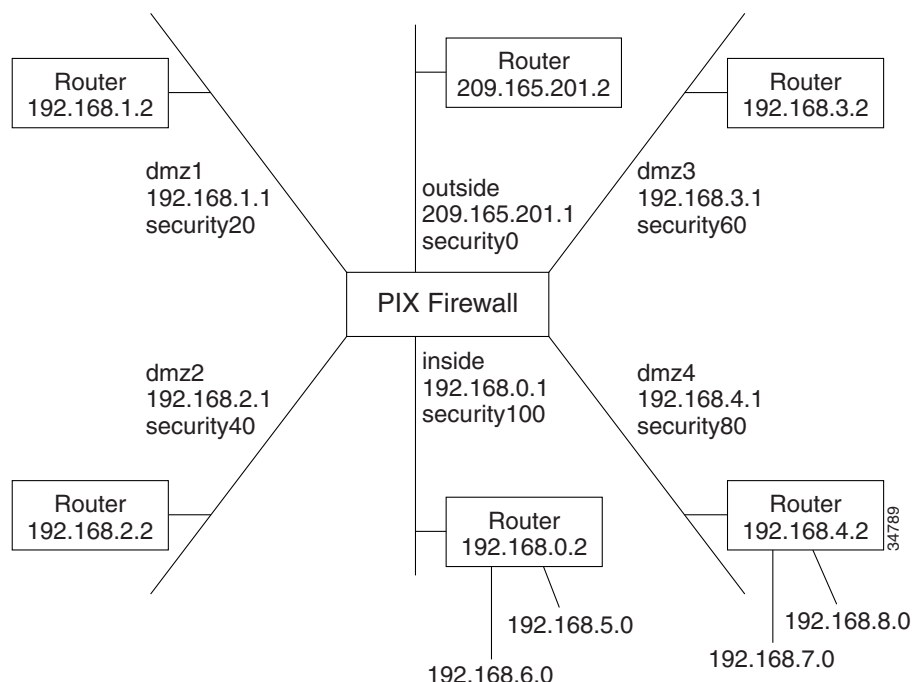 Router
192.168.1.2
Router
209.165.201.2
Router
192.168.3.2
dmz1
192.168.1.1
security20
outside
209.165.201.1
security0
dmz3
192.168.3.1
security60
PIX Firewall
dmz2
192.168.2.1
security40
inside
192.168.0.1
security100
dmz4
192.168.4.1
security80
Router
192.168.2.2
Router
192.168.0.2
Router
192.168.4.2
34789
192.168.5.0
192.168.6.0
192.168.8.0
192.168.7.0